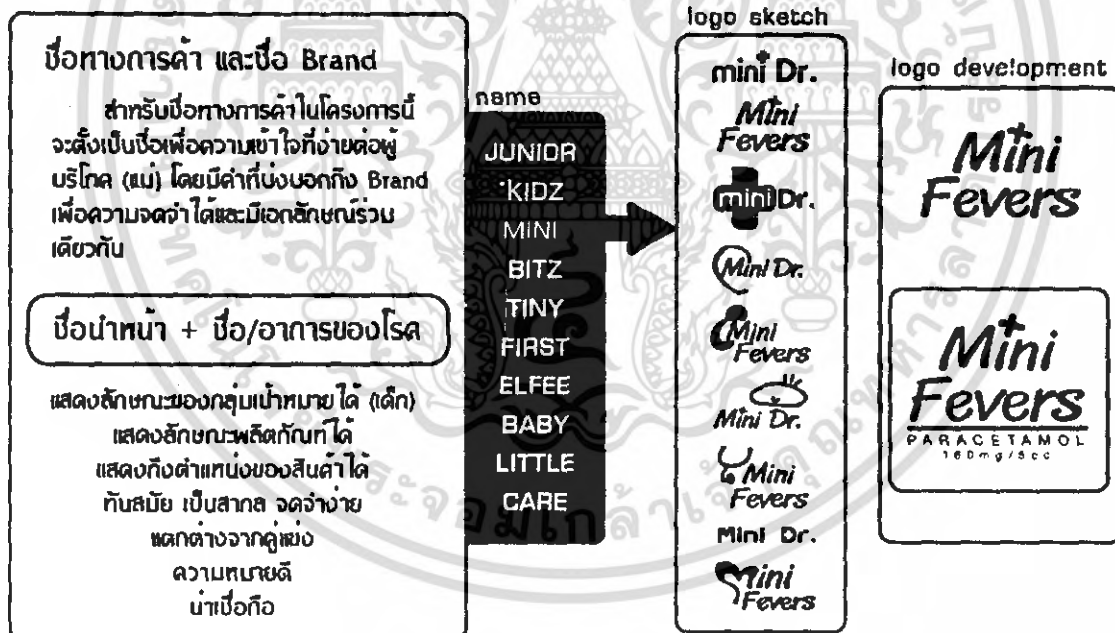 ชื่อทางการค้า และชื่อ Brand
สำหรับชื่อทางการค้าในโครงการนี้
จะตั้งเป็นชื่อเพื่อความเข้าใจที่ง่ายต่อผู้
บริโภค (แม่) โดยมีคำที่บ่งบอกถึง Brand
เพื่อความจดจำได้และมีเอกลักษณ์ร่วม
เดียวกัน
ชื่อนำหน้า + ชื่อ/อาการของโรค
แสดงลักษณะของกลุ่มเป้าหมายได้ (เด็ก)
แสดงลักษณะผลิตภัณฑ์ได้
แสดงถึงตำแหน่งของสินค้าได้
ทันสมัย เป็นสากล จดจำง่าย
แตกต่างจากคู่แข่ง
ความหมายดี
น่าเชื่อถือ
name
JUNIOR
KIDZ
MINI
BITZ
TINY
FIRST
ELFEE
BABY
LITTLE
CARE
logo sketch
mini Dr.
Mini
Fevers
mini Dr.
Mini Dr.
Mini
Fevers
Mini Dr.
Mini
Fevers
Mini Dr.
Mini
Fevers
logo development
Mini
Fevers
Mini
Fevers
PARACETAMOL
160mg/5cc